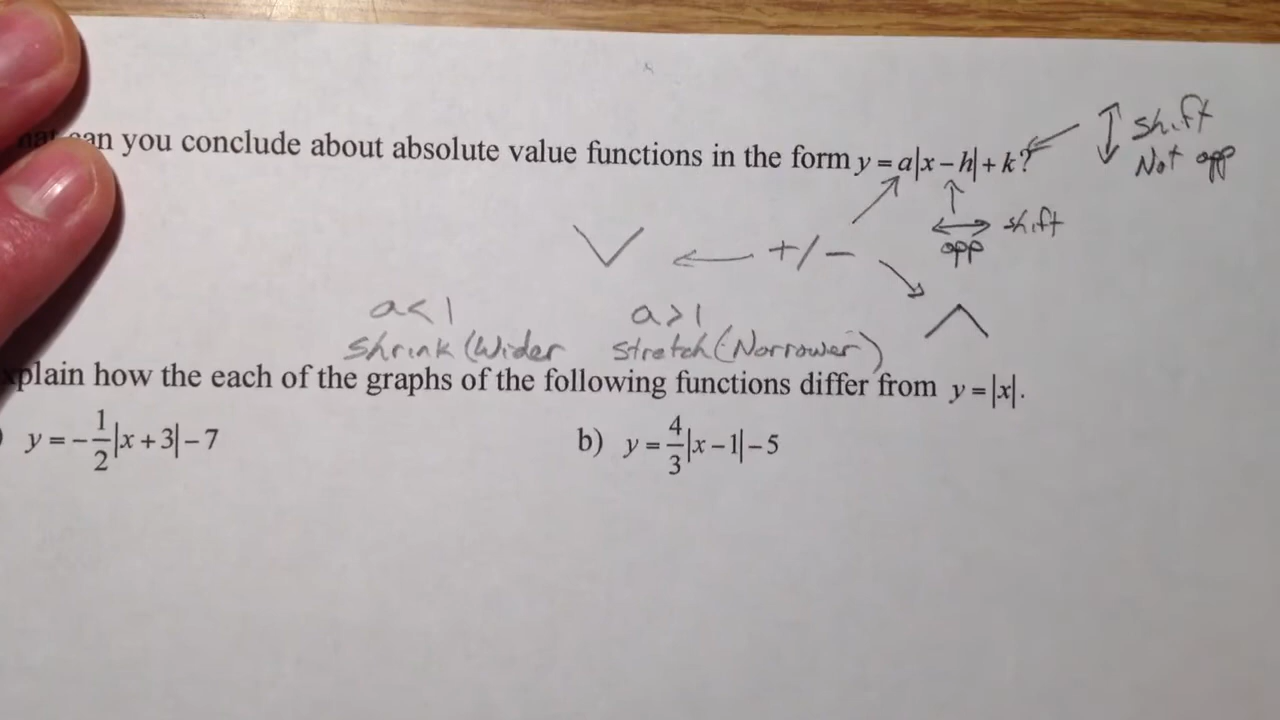 can you conclude about absolute value functions in the form y = a|x − h| + k?
shift
Not opp
shift
opp
+/−
a<1
a>1
Shrink (Wider
Stretch (Narrower)
xplain how the each of the graphs of the following functions differ from y = |x|.
) y = −1/2|x + 3| − 7
b) y = 4/3|x − 1| − 5